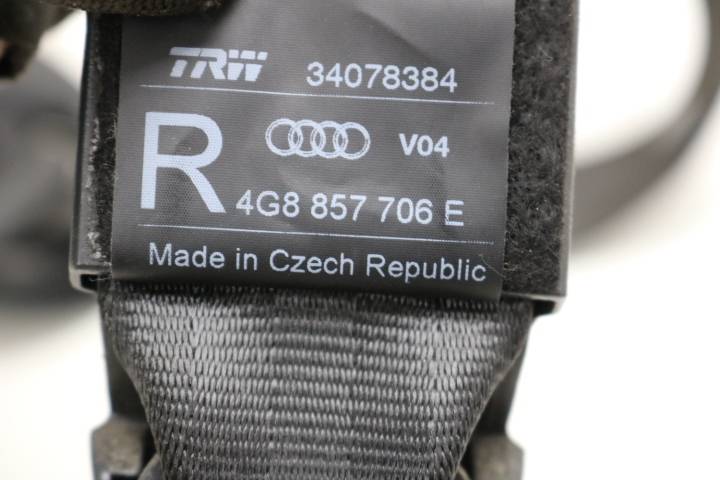 TRW 34078384
R V04
4G8 857 706 E
Made in Czech Republic